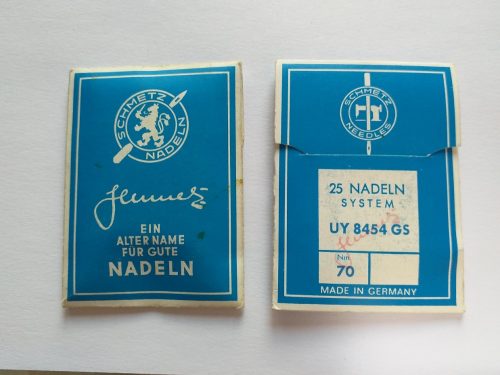 SCHMETZ
NADELN
Schmetz
EIN
ALTER NAME
FÜR GUTE
NADELN
SCHMETZ
NEEDLES
25 NADELN
SYSTEM
UY 8454 GS
Schmetz
Nm
70
MADE IN GERMANY